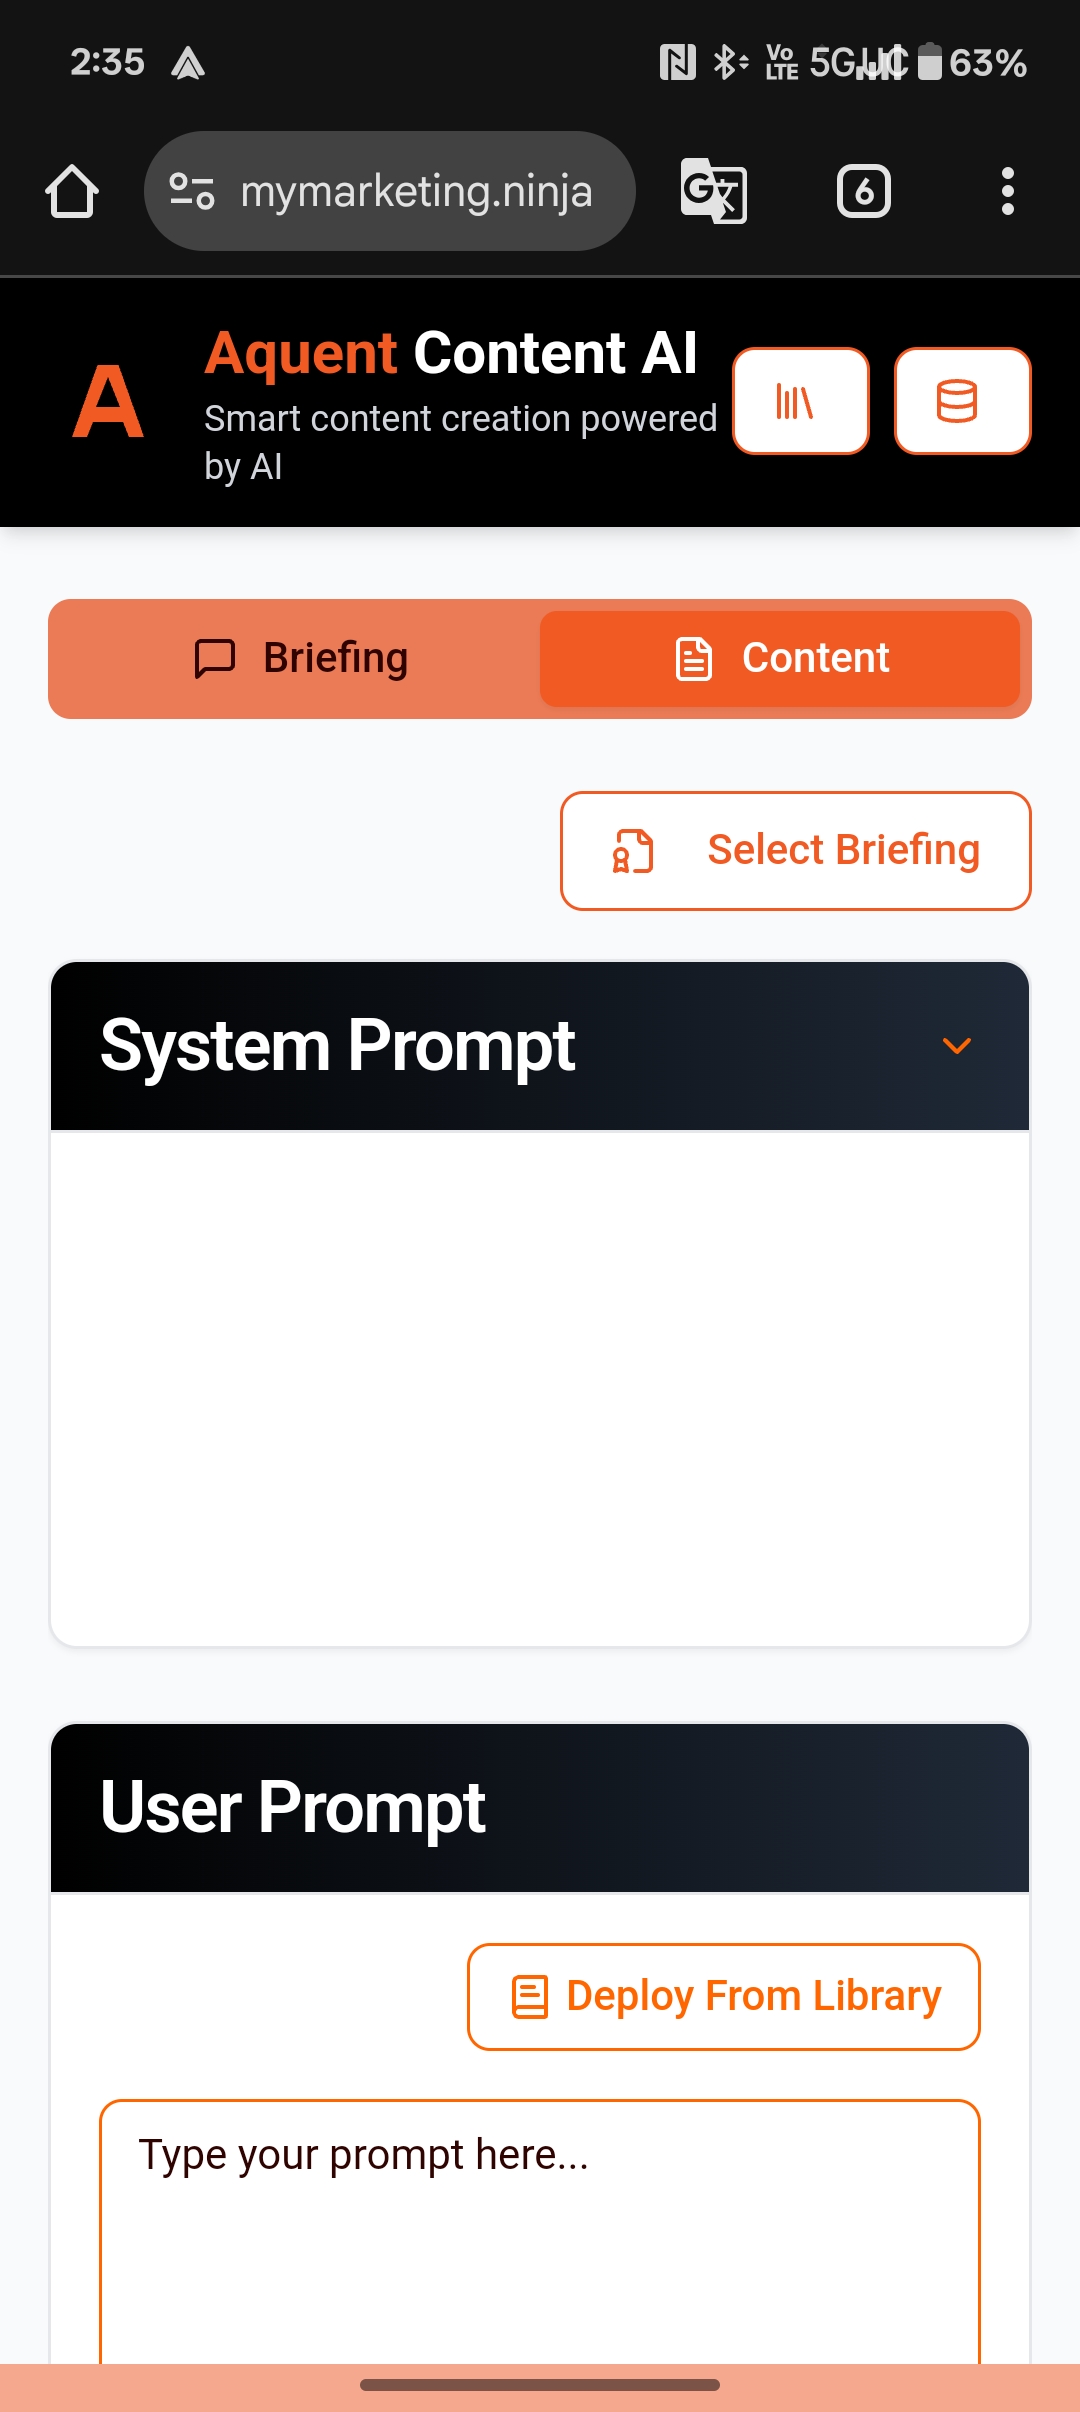 2:35
Vo LTE 5G UC 63%
mymarketing.ninja
6
A
Aquent Content AI
Smart content creation powered
by AI
Briefing
Content
Select Briefing
System Prompt
User Prompt
Deploy From Library
Type your prompt here...